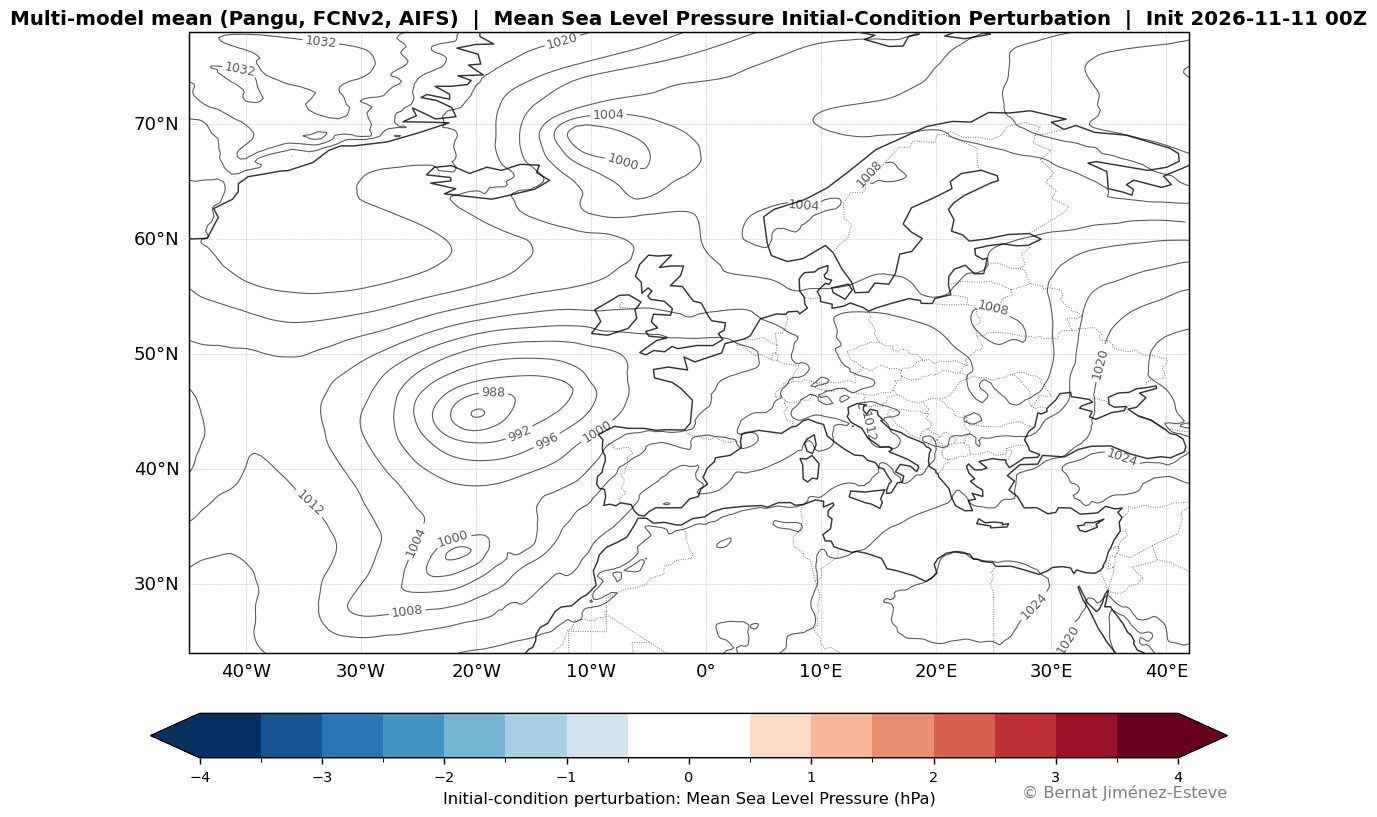 Multi-model mean (Pangu, FCNv2, AIFS)  |  Mean Sea Level Pressure Initial-Condition Perturbation  |  Init 2026-11-11 00Z
1032
1020
1032
1004
70°N
1000
1008
1004
60°N
1008
50°N
1020
988
992
996
1000
1012
1024
40°N
1012
1004
1000
30°N
1008
1024
1020
40°W 30°W 20°W 10°W 0° 10°E 20°E 30°E 40°E
−4 −3 −2 −1 0 1 2 3 4
Initial-condition perturbation: Mean Sea Level Pressure (hPa)
© Bernat Jiménez-Esteve